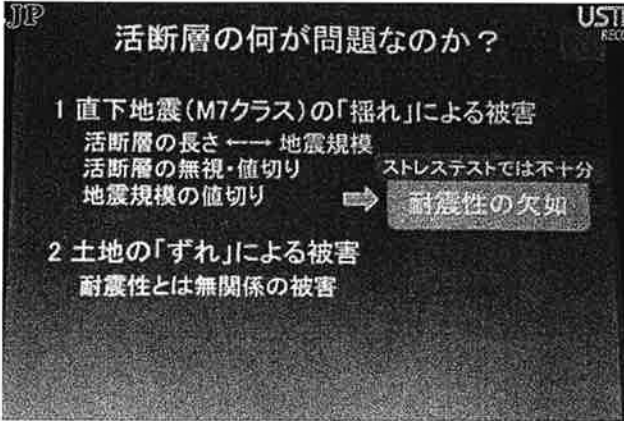 JP
UST
REC
活断層の何が問題なのか？
1 直下地震(M7クラス)の「揺れ」による被害
活断層の長さ ←→ 地震規模
活断層の無視・値切り
地震規模の値切り
ストレステストでは不十分
⇒ 耐震性の欠如
2 土地の「ずれ」による被害
耐震性とは無関係の被害